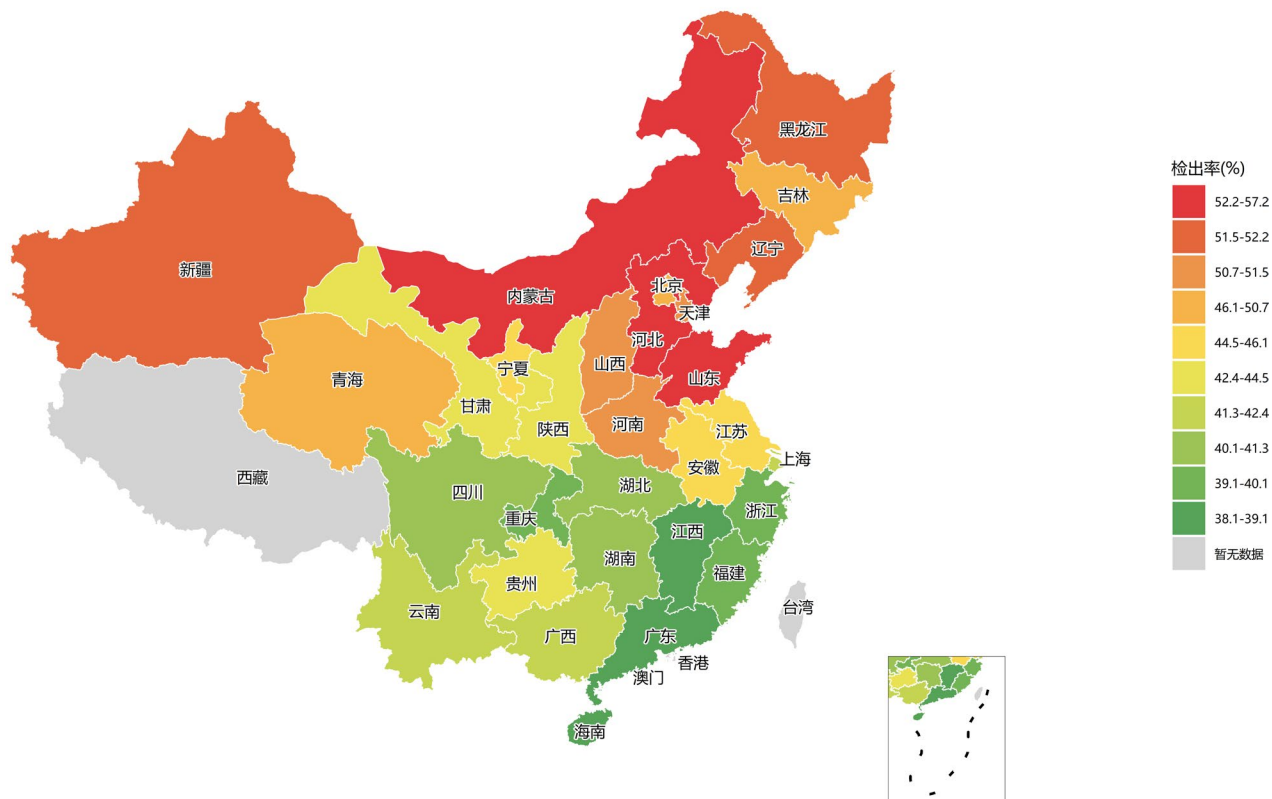 黑龙江
检出率(%)
吉林
52.2-57.2
51.5-52.2
辽宁
新疆
50.7-51.5
北京
内蒙古
46.1-50.7
天津
河北
44.5-46.1
山西
宁夏
山东
青海
42.4-44.5
甘肃
41.3-42.4
河南
陕西
江苏
40.1-41.3
上海
安徽
西藏
四川
湖北
39.1-40.1
浙江
重庆
38.1-39.1
江西
湖南
暂无数据
福建
贵州
台湾
云南
广西
广东
香港
澳门
海南